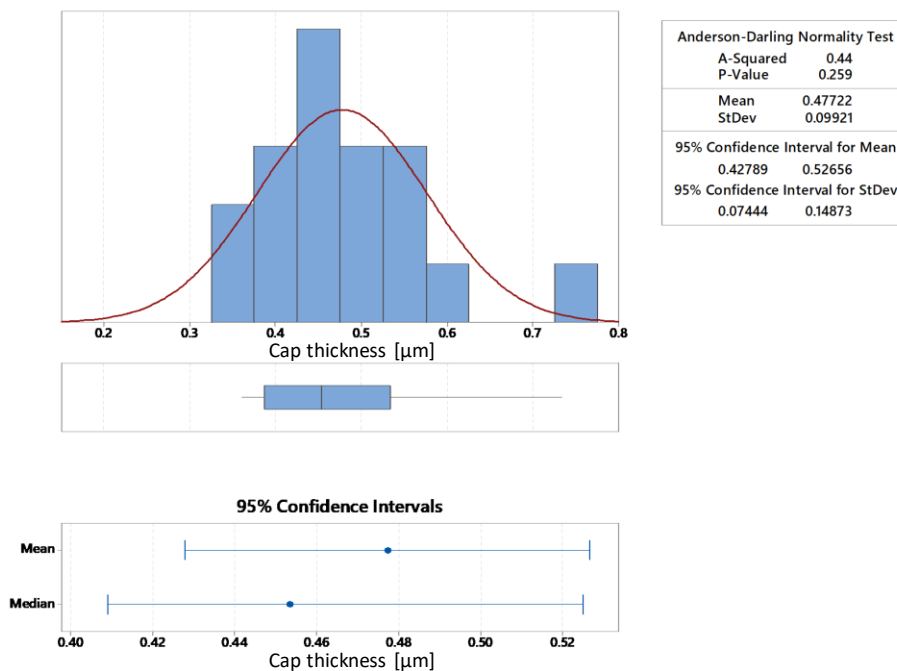 Anderson-Darling Normality Test
A-Squared 0.44
P-Value 0.259
Mean 0.47722
StDev 0.09921
95% Confidence Interval for Mean
0.42789 0.52656
95% Confidence Interval for StDev
0.07444 0.14873
0.2 0.3 0.4 0.5 0.6 0.7 0.8
Cap thickness [µm]
95% Confidence Intervals
Mean
Median
0.40 0.42 0.44 0.46 0.48 0.50 0.52
Cap thickness [µm]